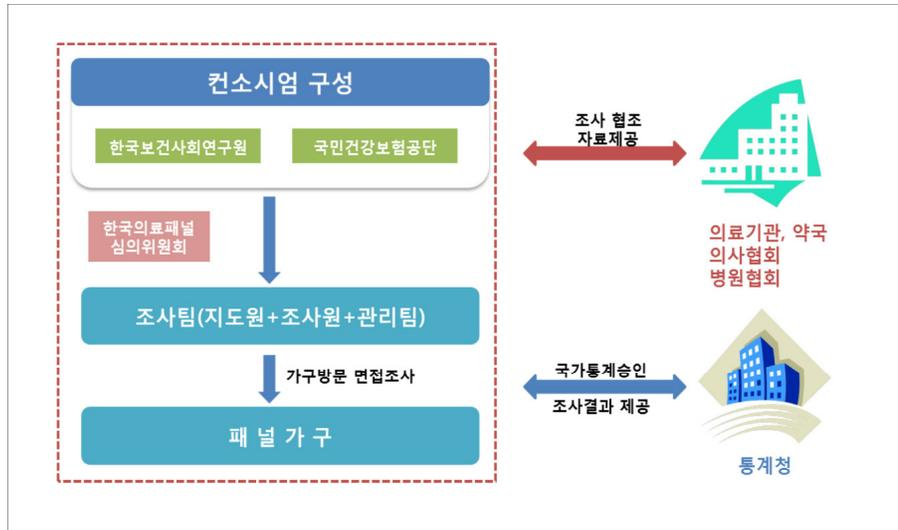 컨소시엄 구성
한국보건사회연구원
국민건강보험공단
한국의료패널
심의위원회
조사팀(지도원+조사원+관리팀)
가구방문 면접조사
패 널 가 구
조사 협조
자료제공
의료기관, 약국
의사협회
병원협회
국가통계승인
조사결과 제공
통계청